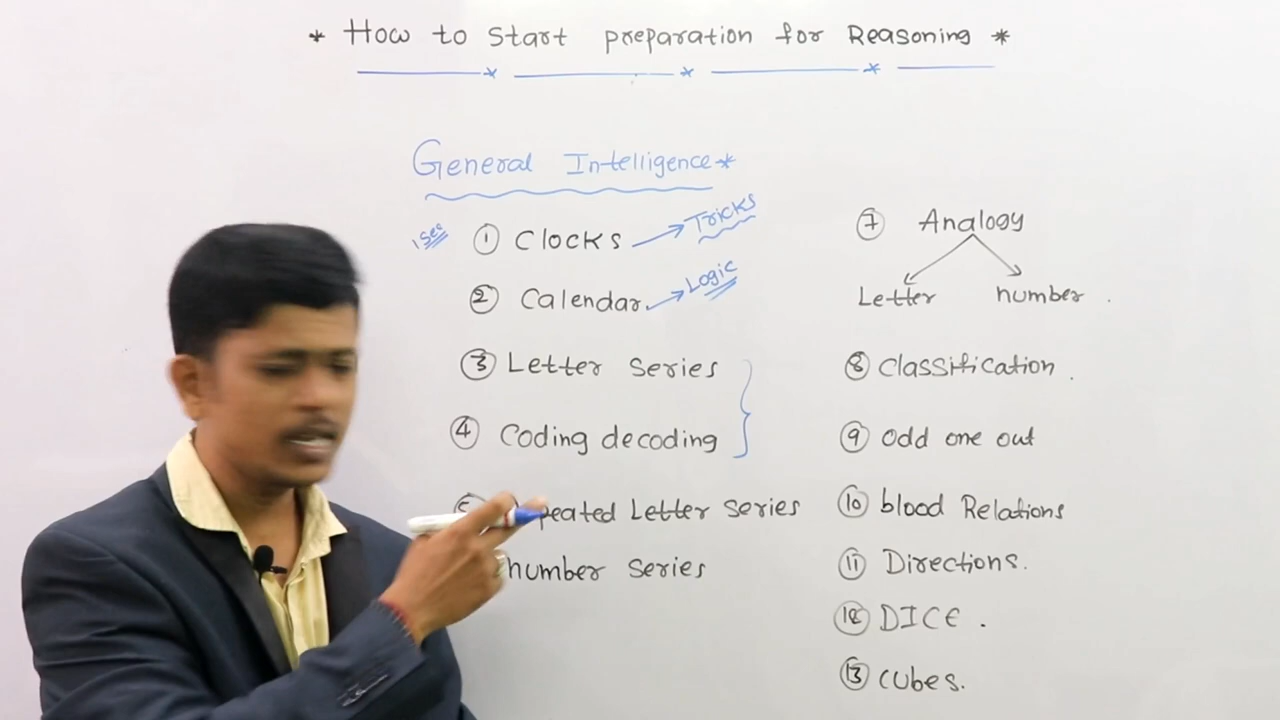 * How to Start preparation for Reasoning *
General Intelligence *
1 Sec ① Clocks → Tricks
② Calendar → Logic
③ Letter Series
④ Coding decoding
peated Letter Series
number Series
⑦ Analogy
Letter number .
⑧ Classification .
⑨ Odd one out
⑩ blood Relations
⑪ Directions.
⑫ DICE .
⑬ cubes.